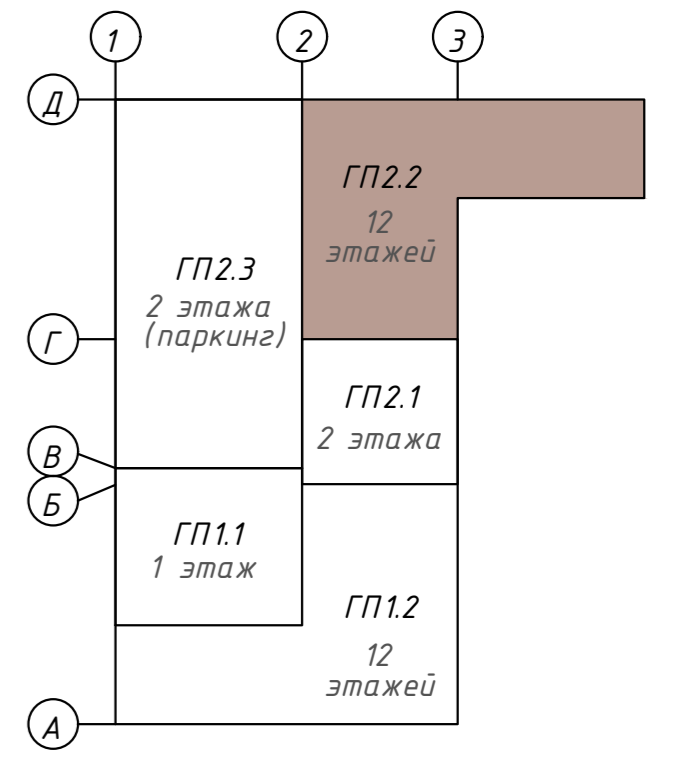 1
2
3
Д
ГП2.2
12
этажей
ГП2.3
2 этажа
(паркинг)
Г
ГП2.1
2 этажа
В
Б
ГП1.1
1 этаж
ГП1.2
12
этажей
А